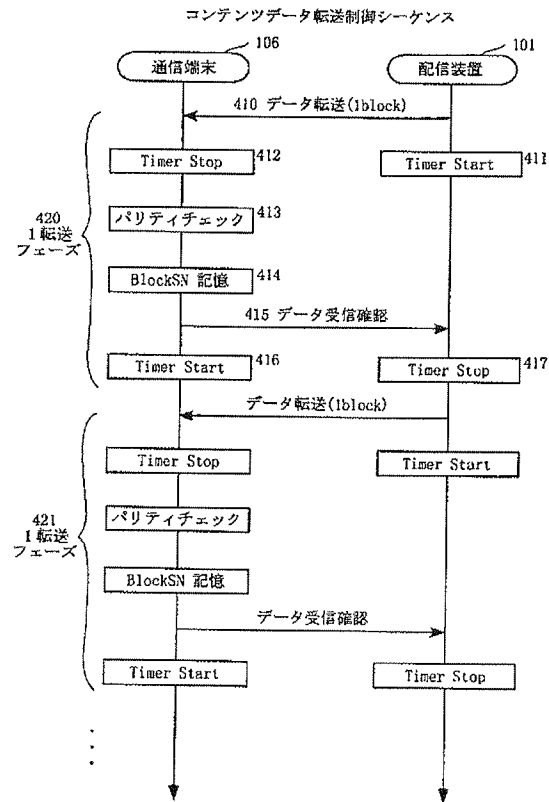 コンテンツデータ転送制御シーケンス
106
101
通信端末
配信装置
410 データ転送(1block)
Timer Stop
412
Timer Start
411
420
1転送
フェーズ
パリティチェック
413
BlockSN 記憶
414
415 データ受信確認
Timer Start
416
Timer Stop
417
データ転送(1block)
Timer Stop
Timer Start
421
1転送
フェーズ
パリティチェック
BlockSN 記憶
データ受信確認
Timer Start
Timer Stop